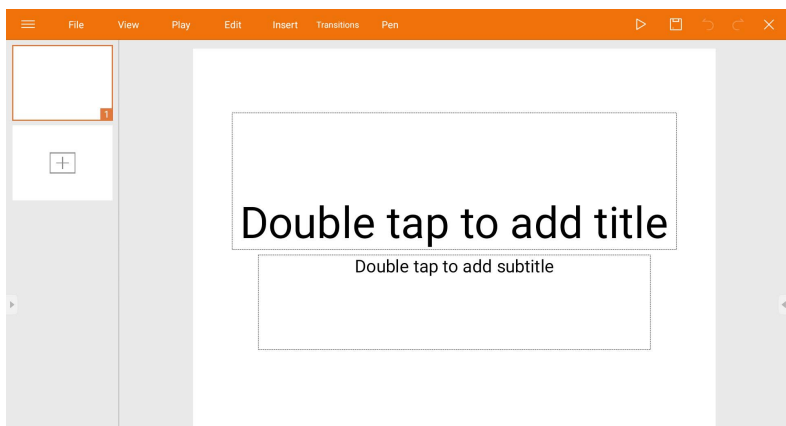 File View Play Edit Insert Transitions Pen
1
Double tap to add title
Double tap to add subtitle